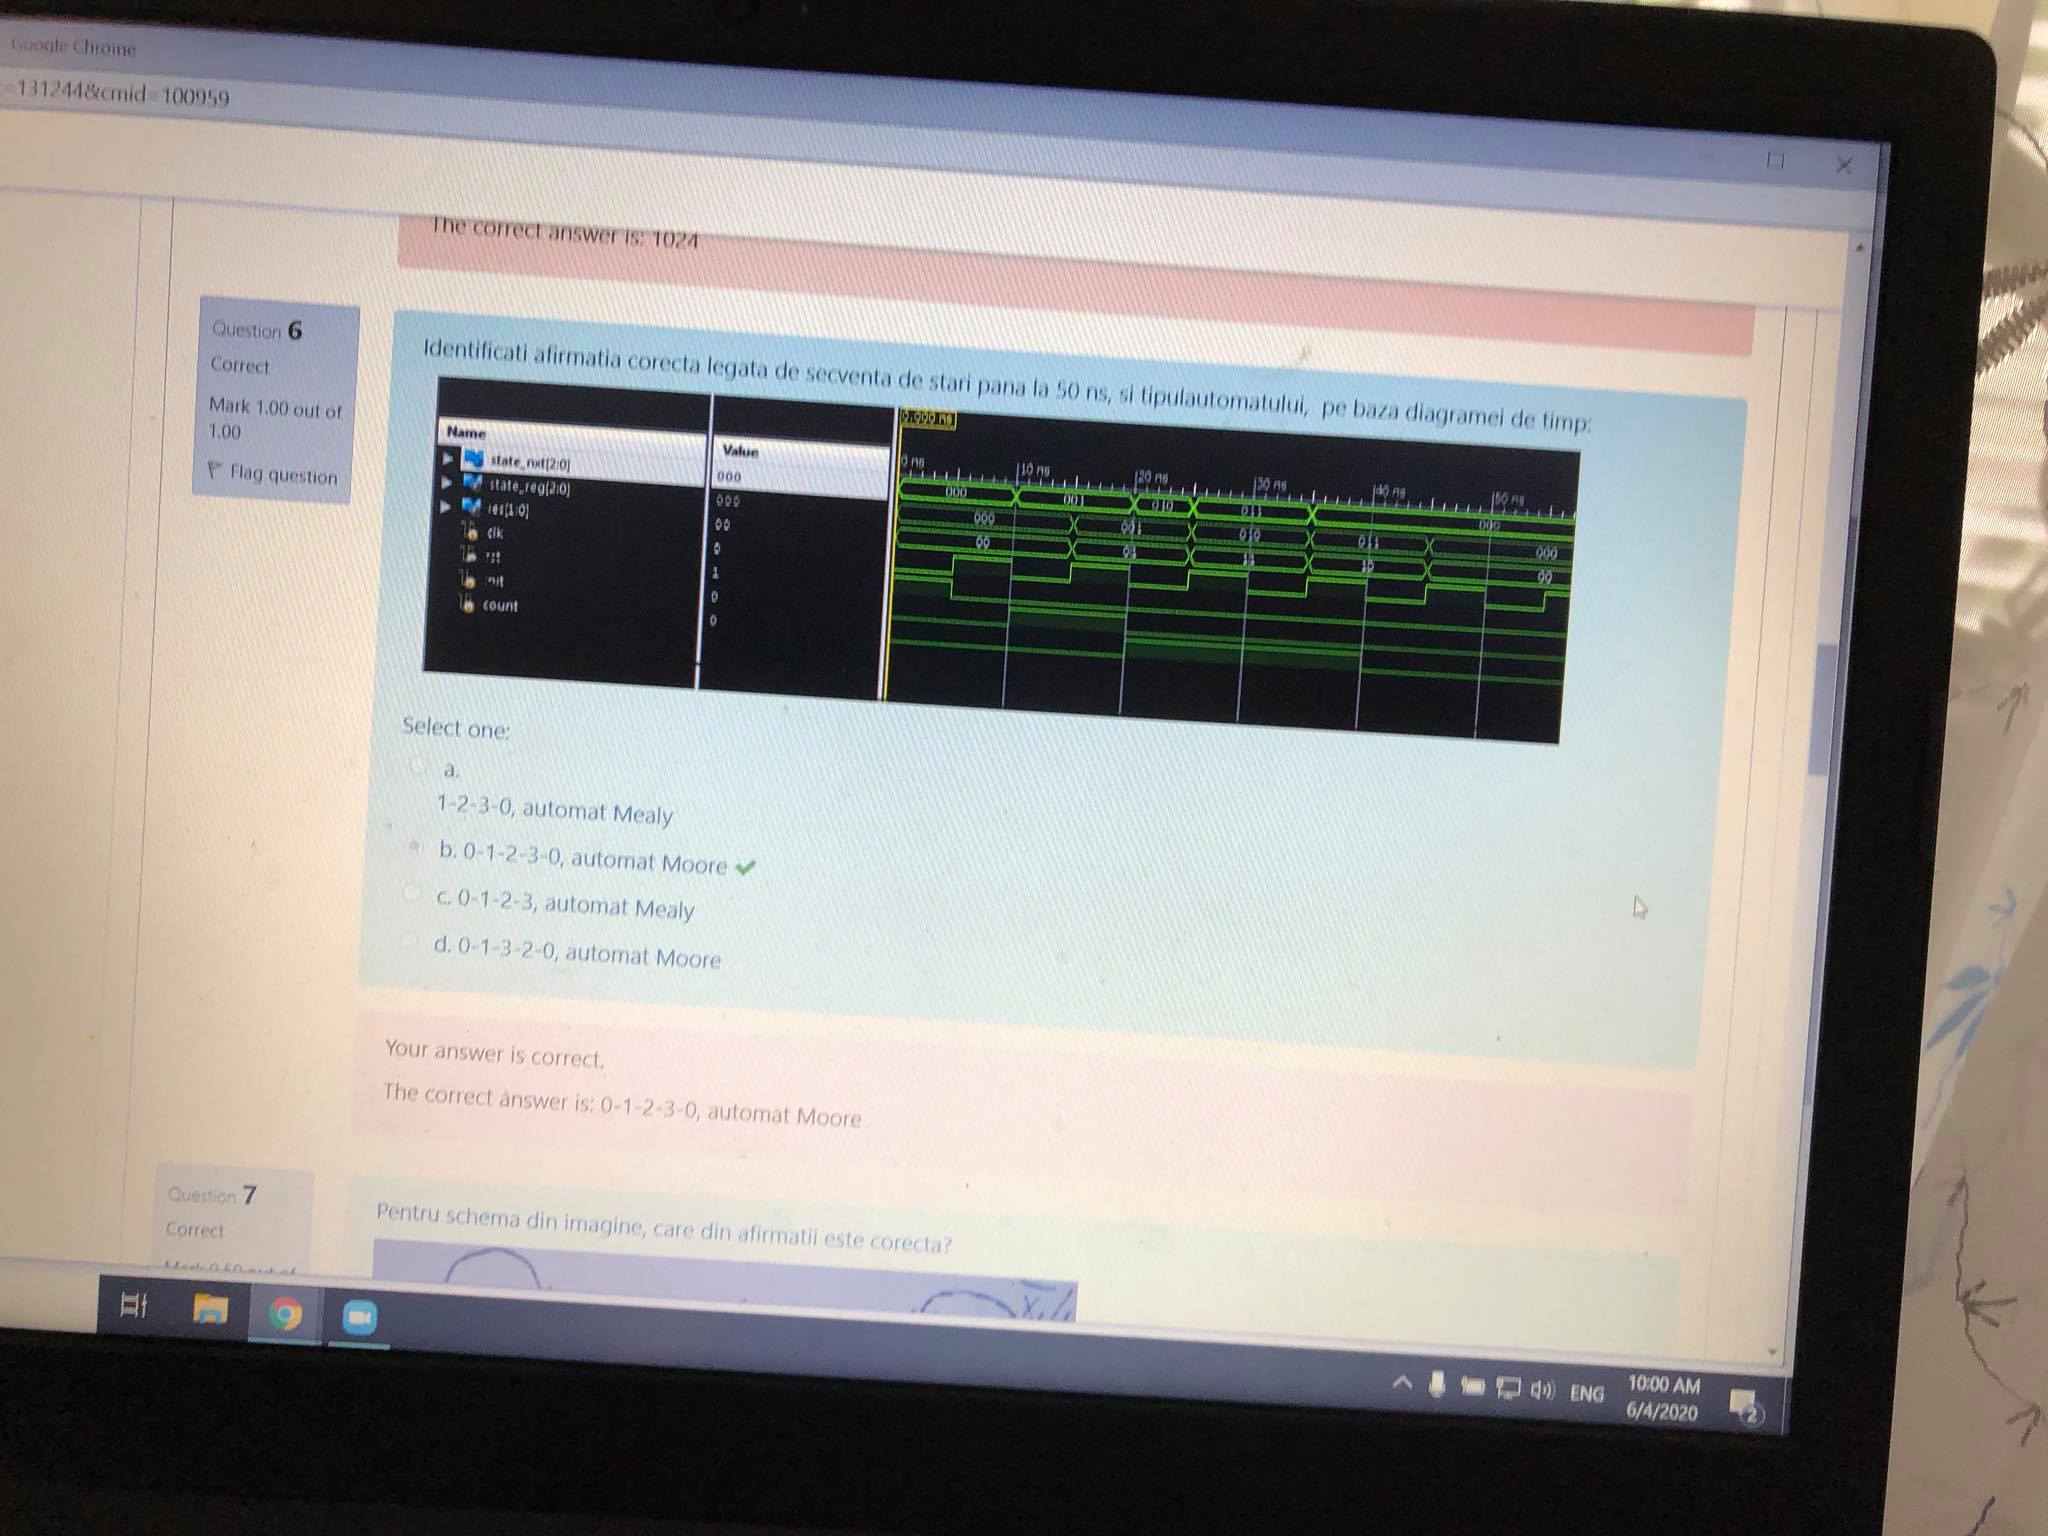 Google Chrome
=131244&cmid=100959
The correct answer is: 1024
Question 6
Correct
Mark 1.00 out of
1.00
Flag question
Identificati afirmatia corecta legata de secventa de stari pana la 50 ns, si tipulautomatului, pe baza diagramei de timp:
0.000 ns
Name
Value
0 ns
10 ns
20 ns
30 ns
40 ns
50 ns
state_nxt[2:0]
000
000
001
010
011
000
state_reg[2:0]
000
000
001
010
011
000
res[1:0]
00
00
01
11
10
00
clk
0
1
0
count
0
Select one:
a.
1-2-3-0, automat Mealy
b. 0-1-2-3-0, automat Moore
c. 0-1-2-3, automat Mealy
d. 0-1-3-2-0, automat Moore
Your answer is correct.
The correct answer is: 0-1-2-3-0, automat Moore
Question 7
Correct
Pentru schema din imagine, care din afirmatii este corecta?
ENG
10:00 AM
6/4/2020
2